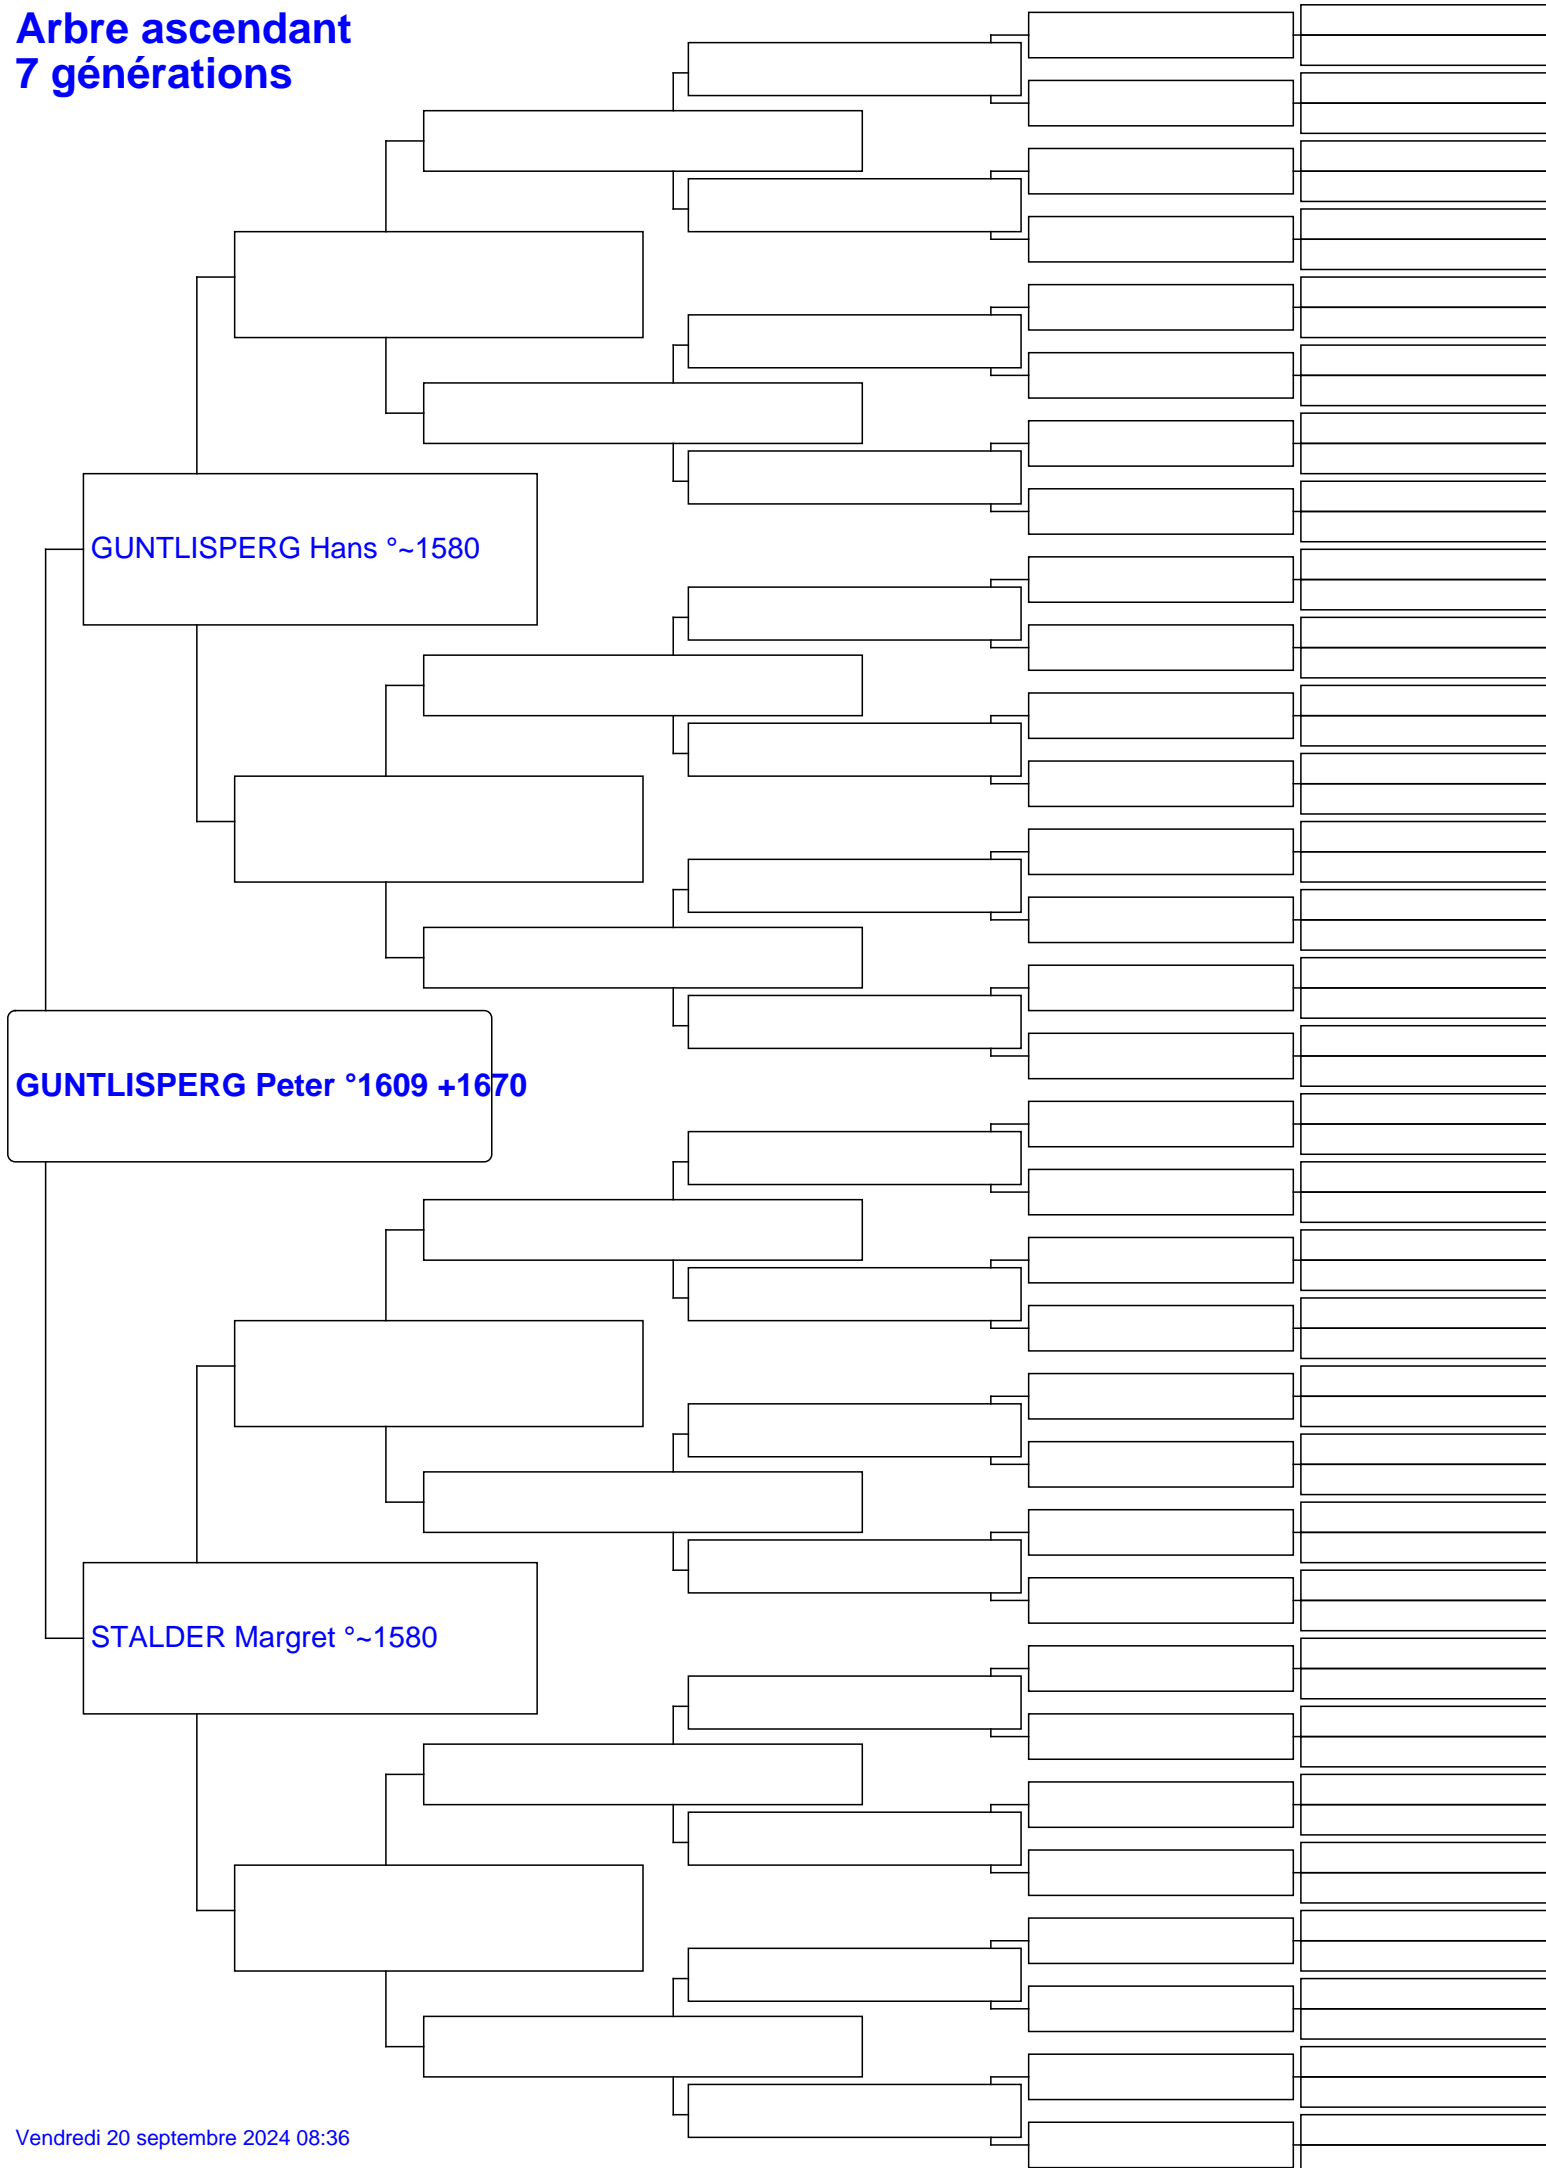 Arbre ascendant
7 générations
GUNTLISPERG Hans °~1580
GUNTLISPERG Peter °1609 +1670
STALDER Margret °~1580
Vendredi 20 septembre 2024 08:36